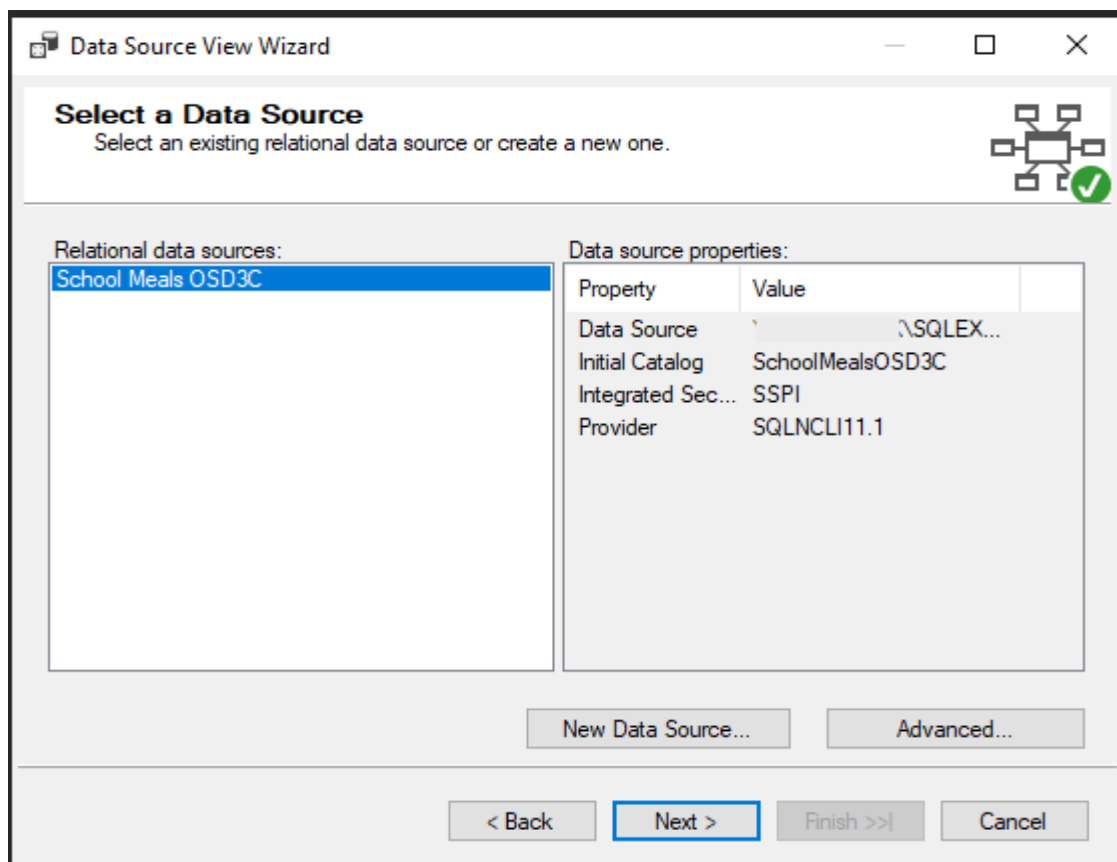 Data Source View Wizard
Select a Data Source
Select an existing relational data source or create a new one.
Relational data sources:
School Meals OSD3C
Data source properties:
Property Value
Data Source \SQLEX...
Initial Catalog SchoolMealsOSD3C
Integrated Sec... SSPI
Provider SQLNCLI11.1
New Data Source... Advanced...
< Back Next > Finish >>| Cancel